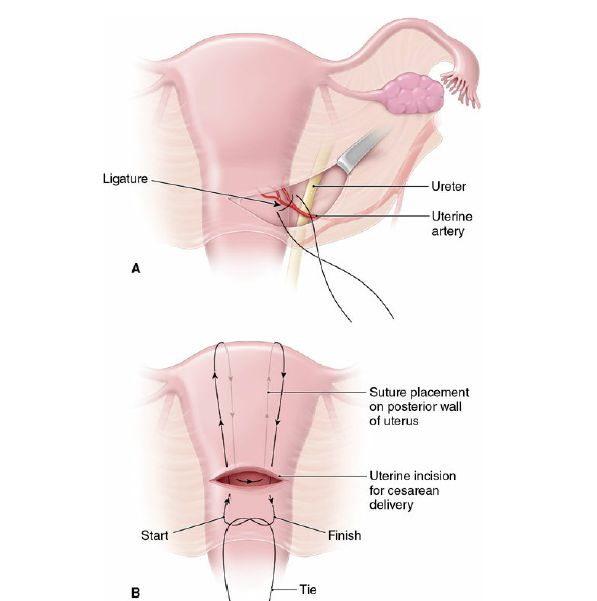 Ligature
Ureter
Uterine
artery
A
Suture placement
on posterior wall
of uterus
Uterine incision
for cesarean
delivery
Start
Finish
Tie
B